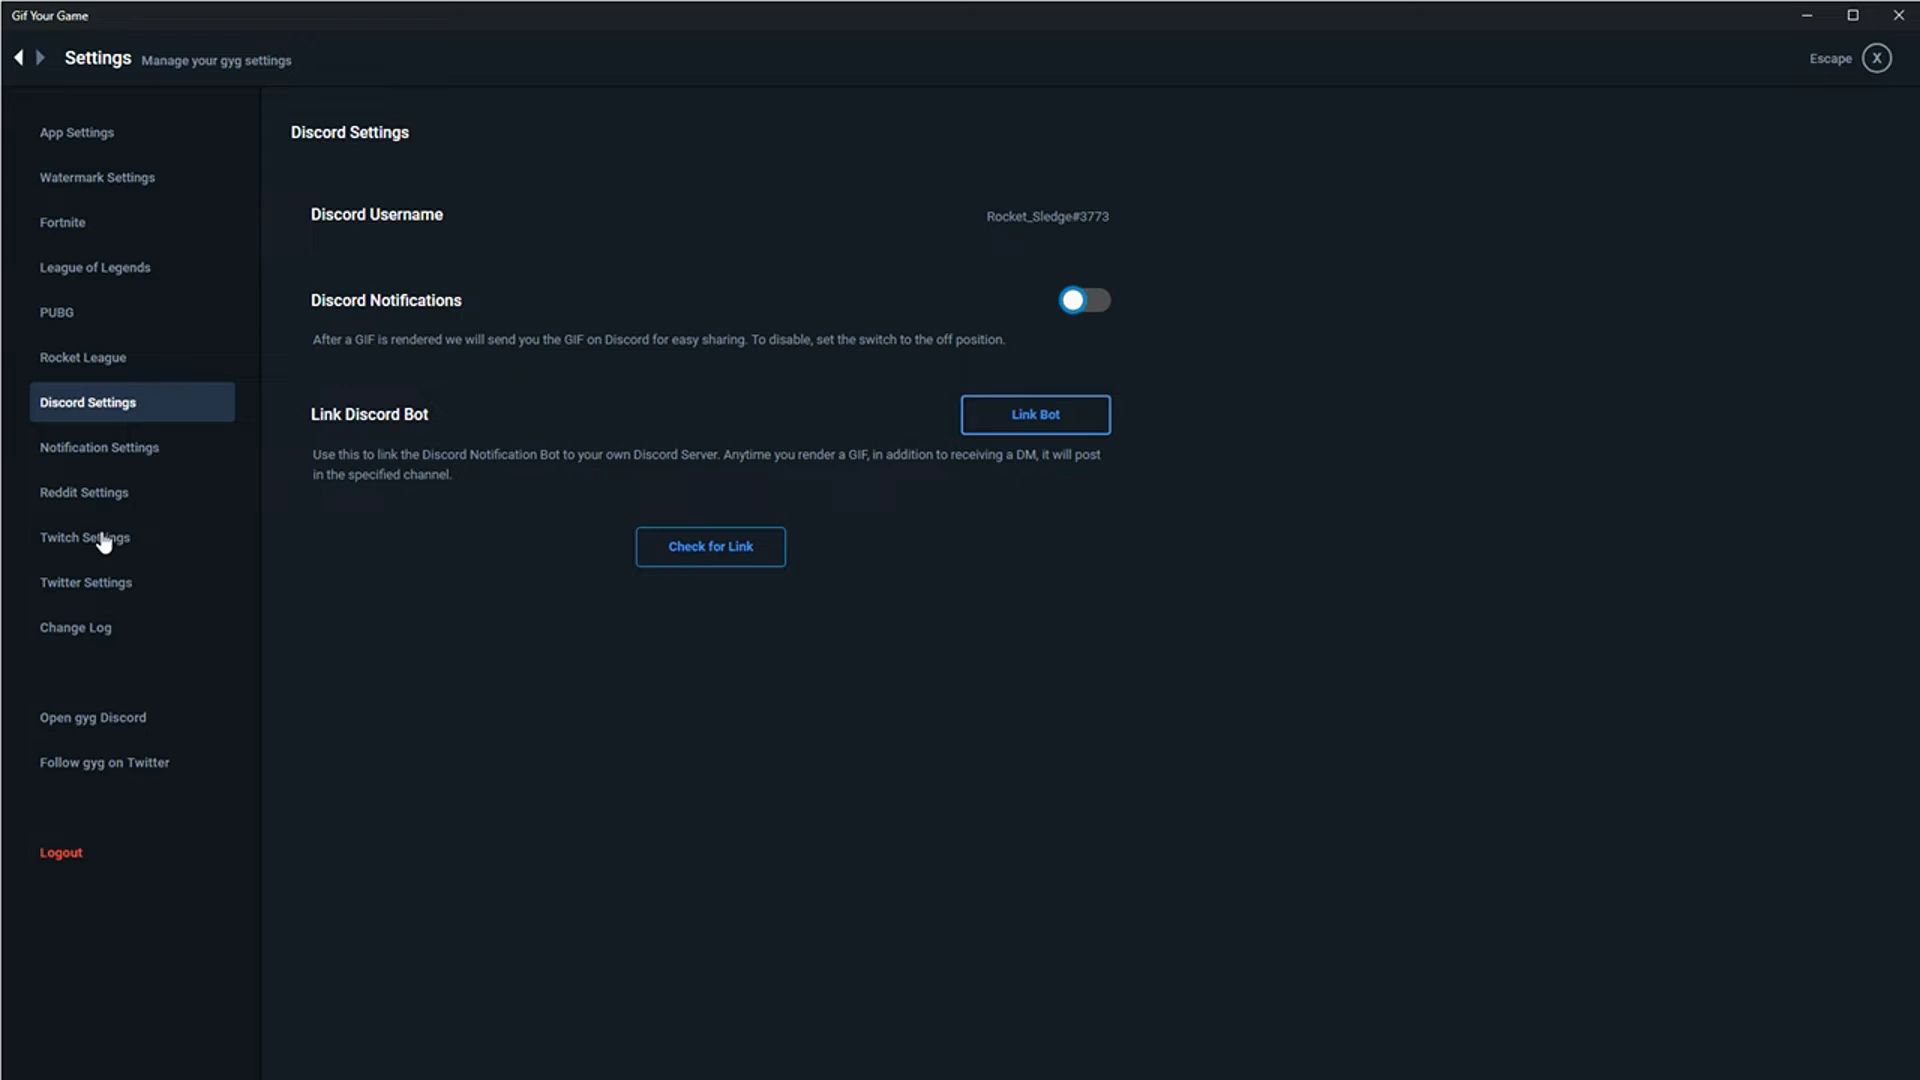 Gif Your Game
Settings Manage your gyg settings
Escape X
App Settings
Watermark Settings
Fortnite
League of Legends
PUBG
Rocket League
Discord Settings
Notification Settings
Reddit Settings
Twitch Settings
Twitter Settings
Change Log
Open gyg Discord
Follow gyg on Twitter
Logout
Discord Settings
Discord Username
Rocket_Sledge#3773
Discord Notifications
After a GIF is rendered we will send you the GIF on Discord for easy sharing. To disable, set the switch to the off position.
Link Discord Bot
Link Bot
Use this to link the Discord Notification Bot to your own Discord Server. Anytime you render a GIF, in addition to receiving a DM, it will post
in the specified channel.
Check for Link